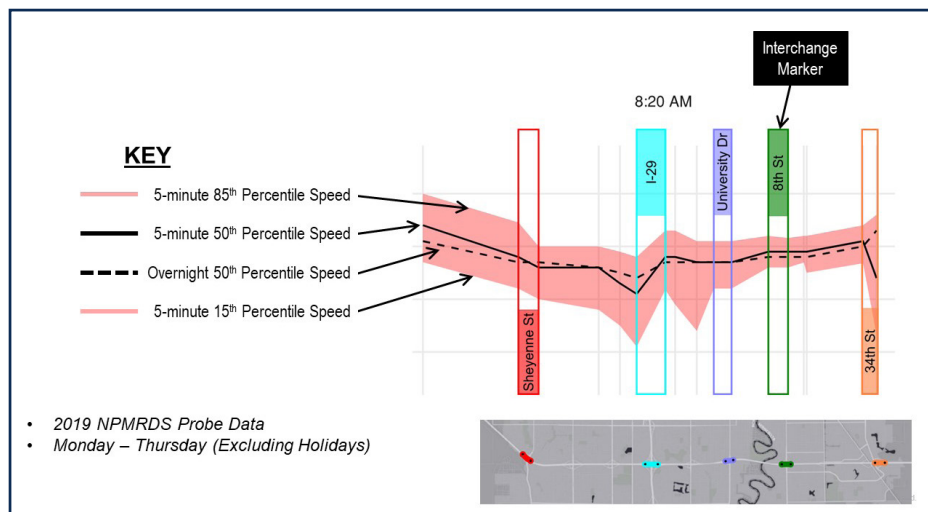 Interchange
Marker
8:20 AM
KEY
5-minute 85th Percentile Speed
5-minute 50th Percentile Speed
Overnight 50th Percentile Speed
5-minute 15th Percentile Speed
Sheyenne St
I-29
University Dr
8th St
34th St
• 2019 NPMRDS Probe Data
• Monday – Thursday (Excluding Holidays)